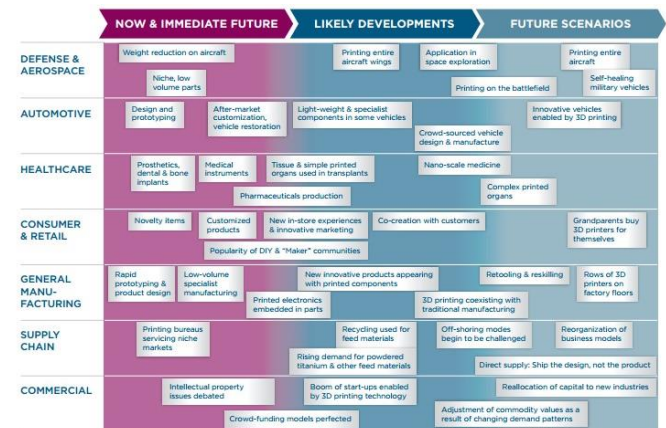 NOW & IMMEDIATE FUTURE
LIKELY DEVELOPMENTS
FUTURE SCENARIOS
DEFENSE &
AEROSPACE
Weight reduction on aircraft
Niche, low
volume parts
Printing entire
aircraft wings
Application in
space exploration
Printing on the battlefield
Printing entire
aircraft
Self-healing
military vehicles
AUTOMOTIVE
Design and
prototyping
After-market
customization,
vehicle restoration
Light-weight & specialist
components in some vehicles
Crowd-sourced vehicle
design & manufacture
Innovative vehicles
enabled by 3D printing
HEALTHCARE
Prosthetics,
dental & bone
implants
Medical
instruments
Tissue & simple printed
organs used in transplants
Pharmaceuticals production
Nano-scale medicine
Complex printed
organs
CONSUMER
& RETAIL
Novelty items
Customized
products
New in-store experiences
& innovative marketing
Popularity of DIY & "Maker" communities
Co-creation with customers
Grandparents buy
3D printers for
themselves
GENERAL
MANU-
FACTURING
Rapid
prototyping &
product design
Low-volume
specialist
manufacturing
Printed electronics
embedded in parts
New innovative products appearing
with printed components
3D printing coexisting with
traditional manufacturing
Retooling & reskilling
Rows of 3D
printers on
factory floors
SUPPLY
CHAIN
Printing bureaus
servicing niche
markets
Recycling used for
feed materials
Rising demand for powdered
titanium & other feed materials
Off-shoring modes
begin to be challenged
Reorganization of
business models
Direct supply: Ship the design, not the product
COMMERCIAL
Intellectual property
issues debated
Crowd-funding models perfected
Boom of start-ups enabled
by 3D printing technology
Reallocation of capital to new industries
Adjustment of commodity values as a
result of changing demand patterns